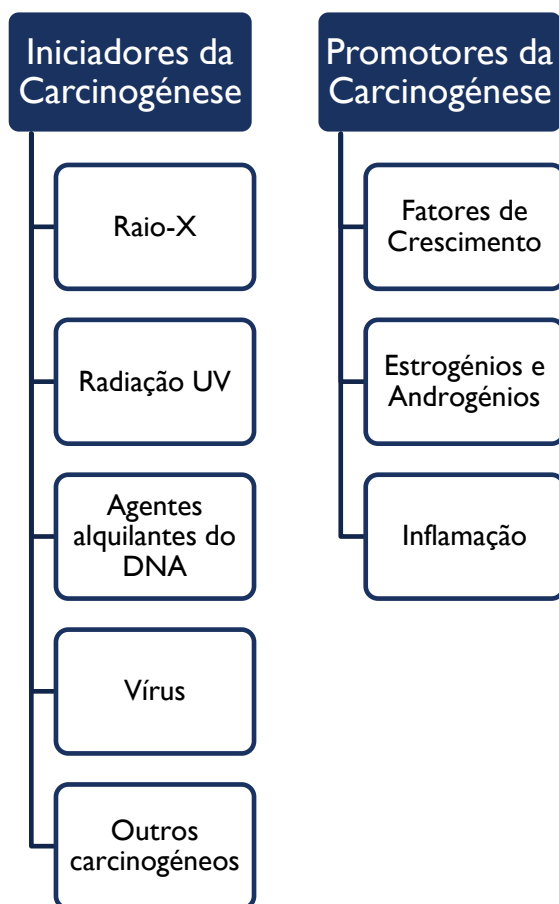 Iniciadores da
Carcinogénese
Raio-X
Radiação UV
Agentes
alquilantes do
DNA
Vírus
Outros
carcinogéneos
Promotores da
Carcinogénese
Fatores de
Crescimento
Estrogénios e
Androgénios
Inflamação